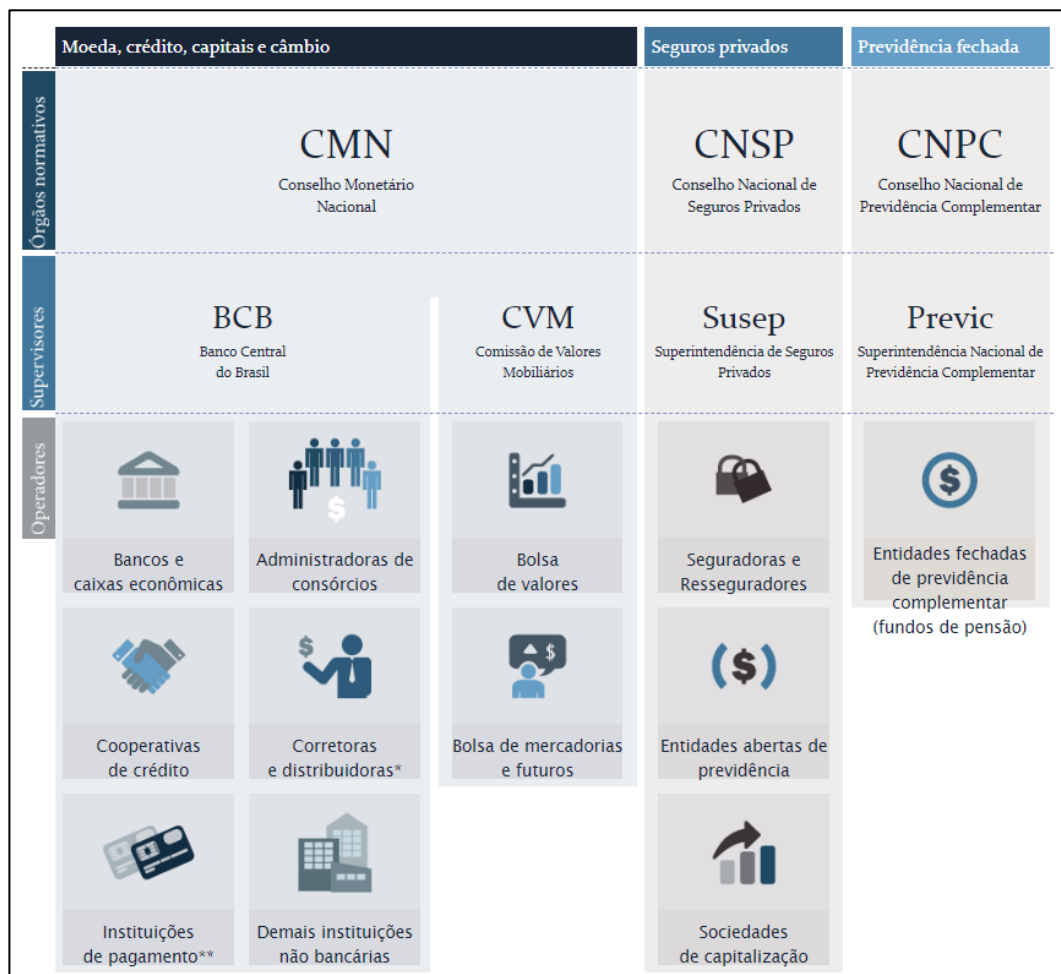 Moeda, crédito, capitais e câmbio
Seguros privados
Previdência fechada
Órgãos normativos
CMN
Conselho Monetário
Nacional
CNSP
Conselho Nacional de
Seguros Privados
CNPC
Conselho Nacional de
Previdência Complementar
Supervisores
BCB
Banco Central
do Brasil
CVM
Comissão de Valores
Mobiliários
Susep
Superintendência de Seguros
Privados
Previc
Superintendência Nacional de
Previdência Complementar
Operadores
Bancos e
caixas econômicas
$
Administradoras de
consórcios
Bolsa
de valores
Seguradoras e
Resseguradores
$
Entidades fechadas
de previdência
complementar
(fundos de pensão)
Cooperativas
de crédito
$
Corretoras
e distribuidoras*
$
Bolsa de mercadorias
e futuros
($)
Entidades abertas de
previdência
Instituições
de pagamento**
Demais instituições
não bancárias
Sociedades
de capitalização